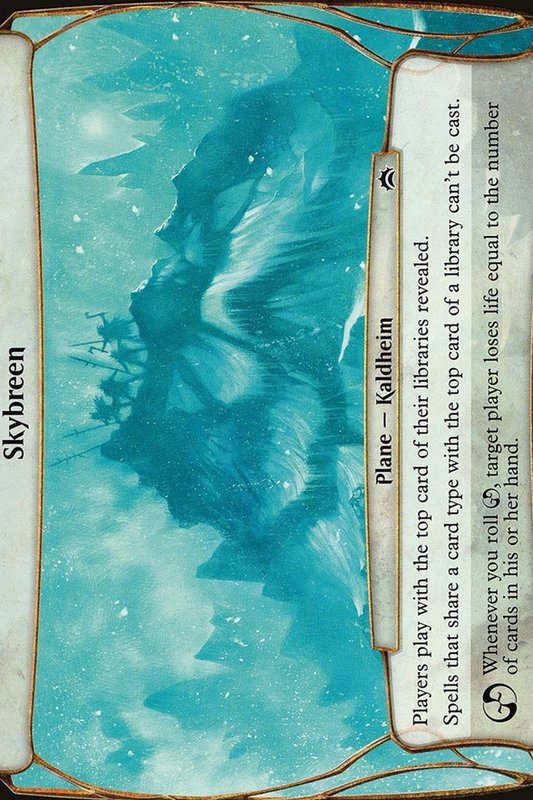 Skybreen
Plane — Kaldheim
Players play with the top card of their libraries revealed.
Spells that share a card type with the top card of a library can't be cast.
Whenever you roll , target player loses life equal to the number
of cards in his or her hand.